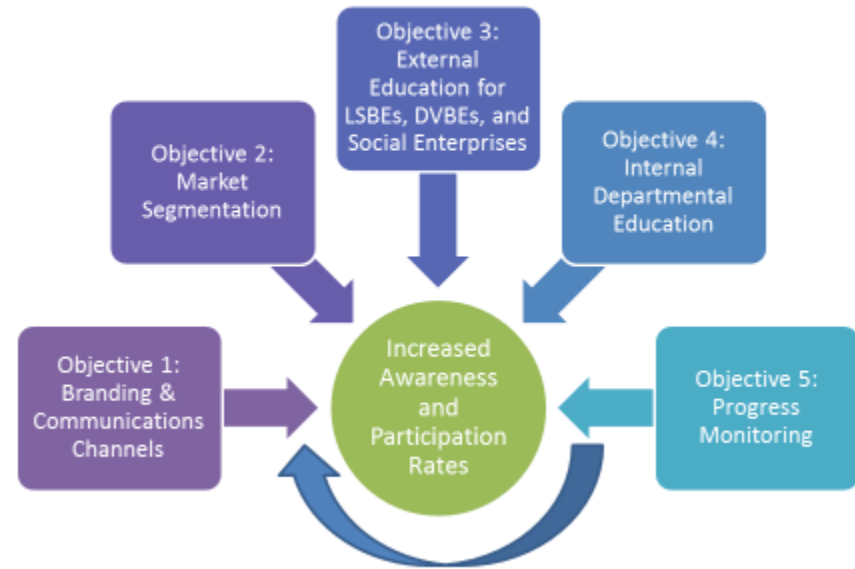 Objective 1:
Branding &
Communications
Channels
Objective 2:
Market
Segmentation
Objective 3:
External
Education for
LSBEs, DVBEs, and
Social Enterprises
Objective 4:
Internal
Departmental
Education
Objective 5:
Progress
Monitoring
Increased
Awareness
and
Participation
Rates